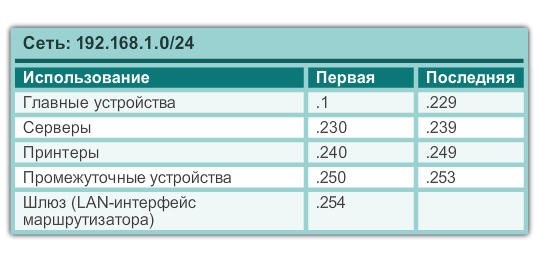 Сеть: 192.168.1.0/24
Использование Первая Последняя
Главные устройства .1 .229
Серверы .230 .239
Принтеры .240 .249
Промежуточные устройства .250 .253
Шлюз (LAN-интерфейс .254
маршрутизатора)